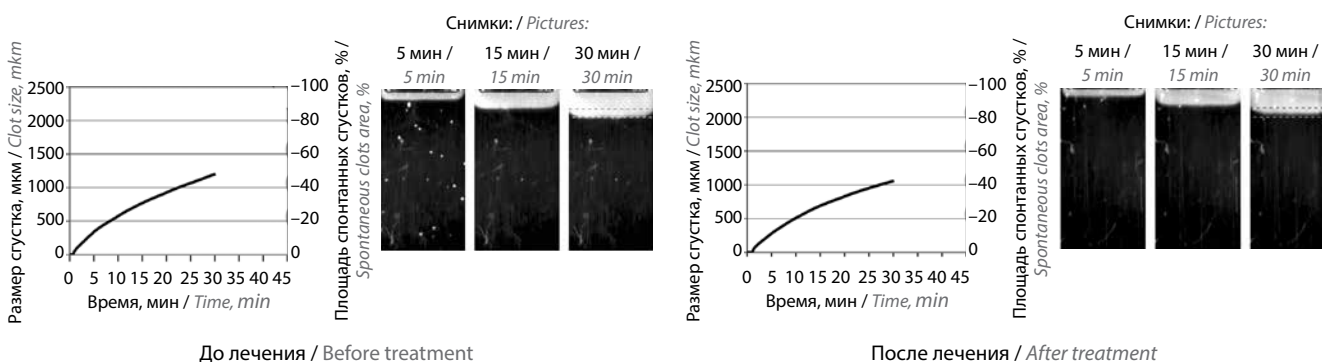 Снимки: / Pictures:
5 мин / 15 мин / 30 мин /
5 min 15 min 30 min
Размер сгустка, мкм / Clot size, mkm
2500
2000
1500
1000
500
0
–100
–80
–60
–40
–20
0
0 5 10 15 20 25 30 35 40 45
Время, мин / Time, min
Площадь спонтанных сгустков, % /
Spontaneous clots area, %
До лечения / Before treatment
Снимки: / Pictures:
5 мин / 15 мин / 30 мин /
5 min 15 min 30 min
Размер сгустка, мкм / Clot size, mkm
2500
2000
1500
1000
500
0
–100
–80
–60
–40
–20
0
0 5 10 15 20 25 30 35 40 45
Время, мин / Time, min
Площадь спонтанных сгустков, % /
Spontaneous clots area, %
После лечения / After treatment